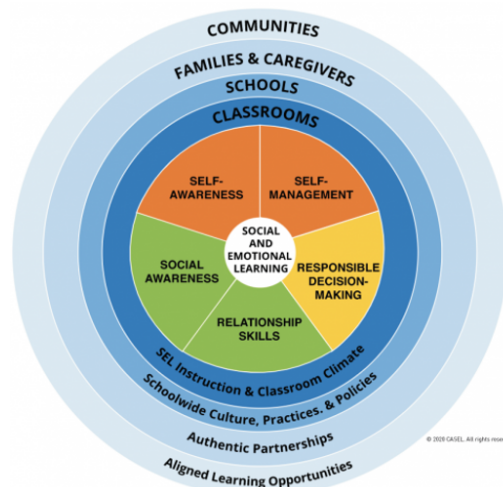 COMMUNITIES
FAMILIES & CAREGIVERS
SCHOOLS
CLASSROOMS
SELF-
AWARENESS
SELF-
MANAGEMENT
SOCIAL
AND
EMOTIONAL
LEARNING
SOCIAL
AWARENESS
RESPONSIBLE
DECISION-
MAKING
RELATIONSHIP
SKILLS
SEL Instruction & Classroom Climate
Schoolwide Culture, Practices. & Policies
Authentic Partnerships
Aligned Learning Opportunities
© 2020 CASEL. All rights rese